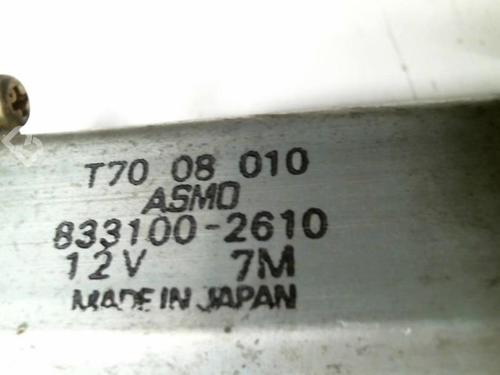 T70 08 010
ASMO
833100-2610
12V 7M
MADE IN JAPAN